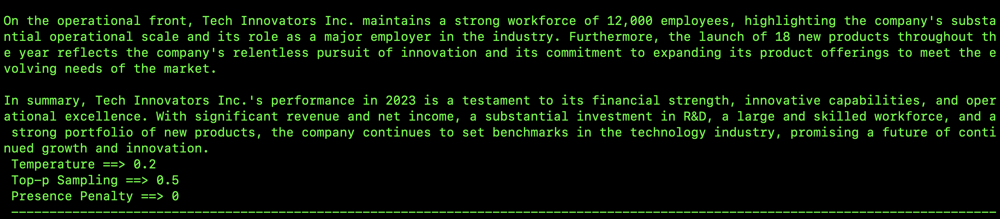 On the operational front, Tech Innovators Inc. maintains a strong workforce of 12,000 employees, highlighting the company's substa
ntial operational scale and its role as a major employer in the industry. Furthermore, the launch of 18 new products throughout th
e year reflects the company's relentless pursuit of innovation and its commitment to expanding its product offerings to meet the e
volving needs of the market.
In summary, Tech Innovators Inc.'s performance in 2023 is a testament to its financial strength, innovative capabilities, and oper
ational excellence. With significant revenue and net income, a substantial investment in R&D, a large and skilled workforce, and a
 strong portfolio of new products, the company continues to set benchmarks in the technology industry, promising a future of conti
nued growth and innovation.
Temperature ==> 0.2
Top-p Sampling ==> 0.5
Presence Penalty ==> 0
----------------------------------------------------------------------------------------------------------------------------------